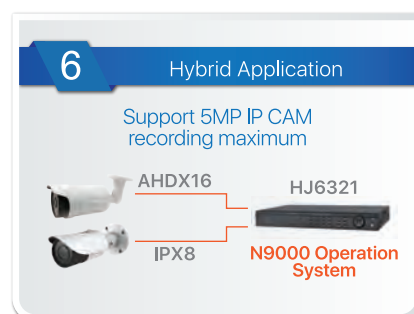 6
Hybrid Application
Support 5MP IP CAM
recording maximum
AHDX16
HJ6321
IPX8
N9000 Operation
System